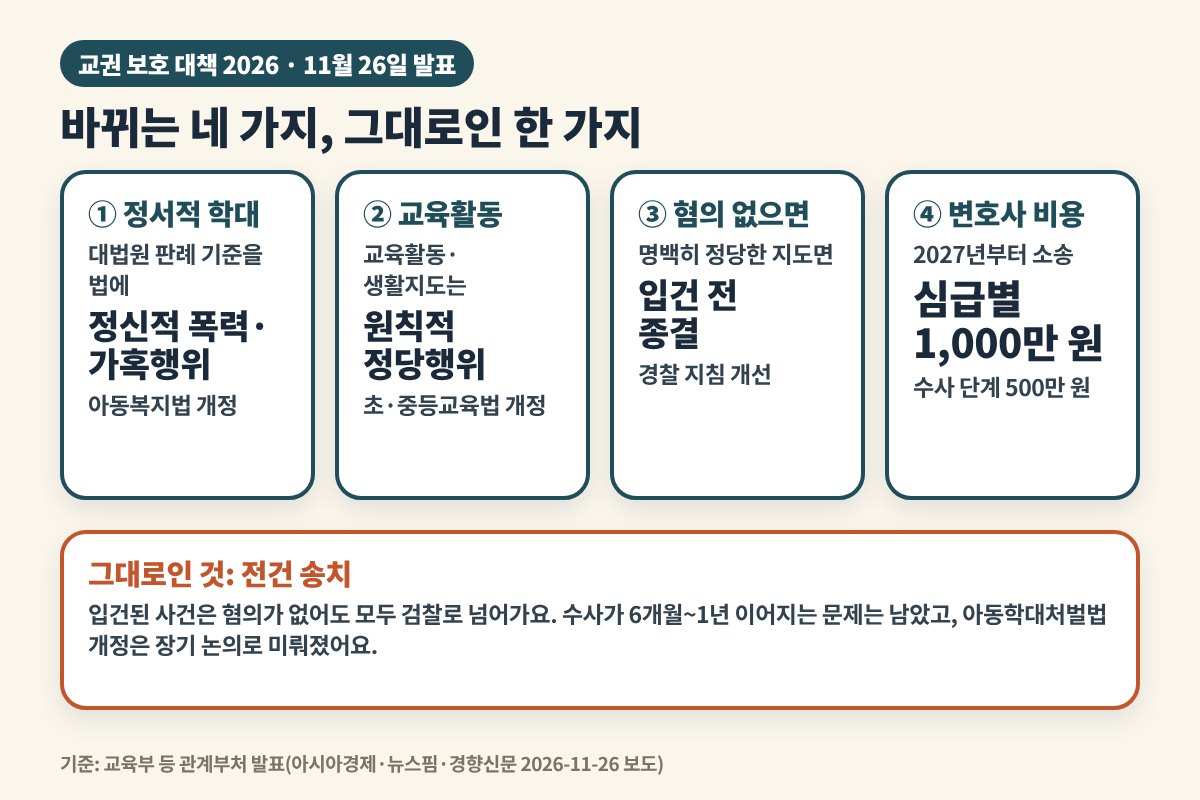 교권 보호 대책 2026 · 11월 26일 발표
바뀌는 네 가지, 그대로인 한 가지
① 정서적 학대
대법원 판례 기준을
법에
정신적 폭력·
가혹행위
아동복지법 개정
② 교육활동
교육활동·
생활지도는
원칙적
정당행위
초·중등교육법 개정
③ 혐의 없으면
명백히 정당한 지도면
입건 전
종결
경찰 지침 개선
④ 변호사 비용
2027년부터 소송
심급별
1,000만 원
수사 단계 500만 원
그대로인 것: 전건 송치
입건된 사건은 혐의가 없어도 모두 검찰로 넘어가요. 수사가 6개월~1년 이어지는 문제는 남았고, 아동학대처벌법
개정은 장기 논의로 미뤄졌어요.
기준: 교육부 등 관계부처 발표(아시아경제·뉴스핌·경향신문 2026-11-26 보도)